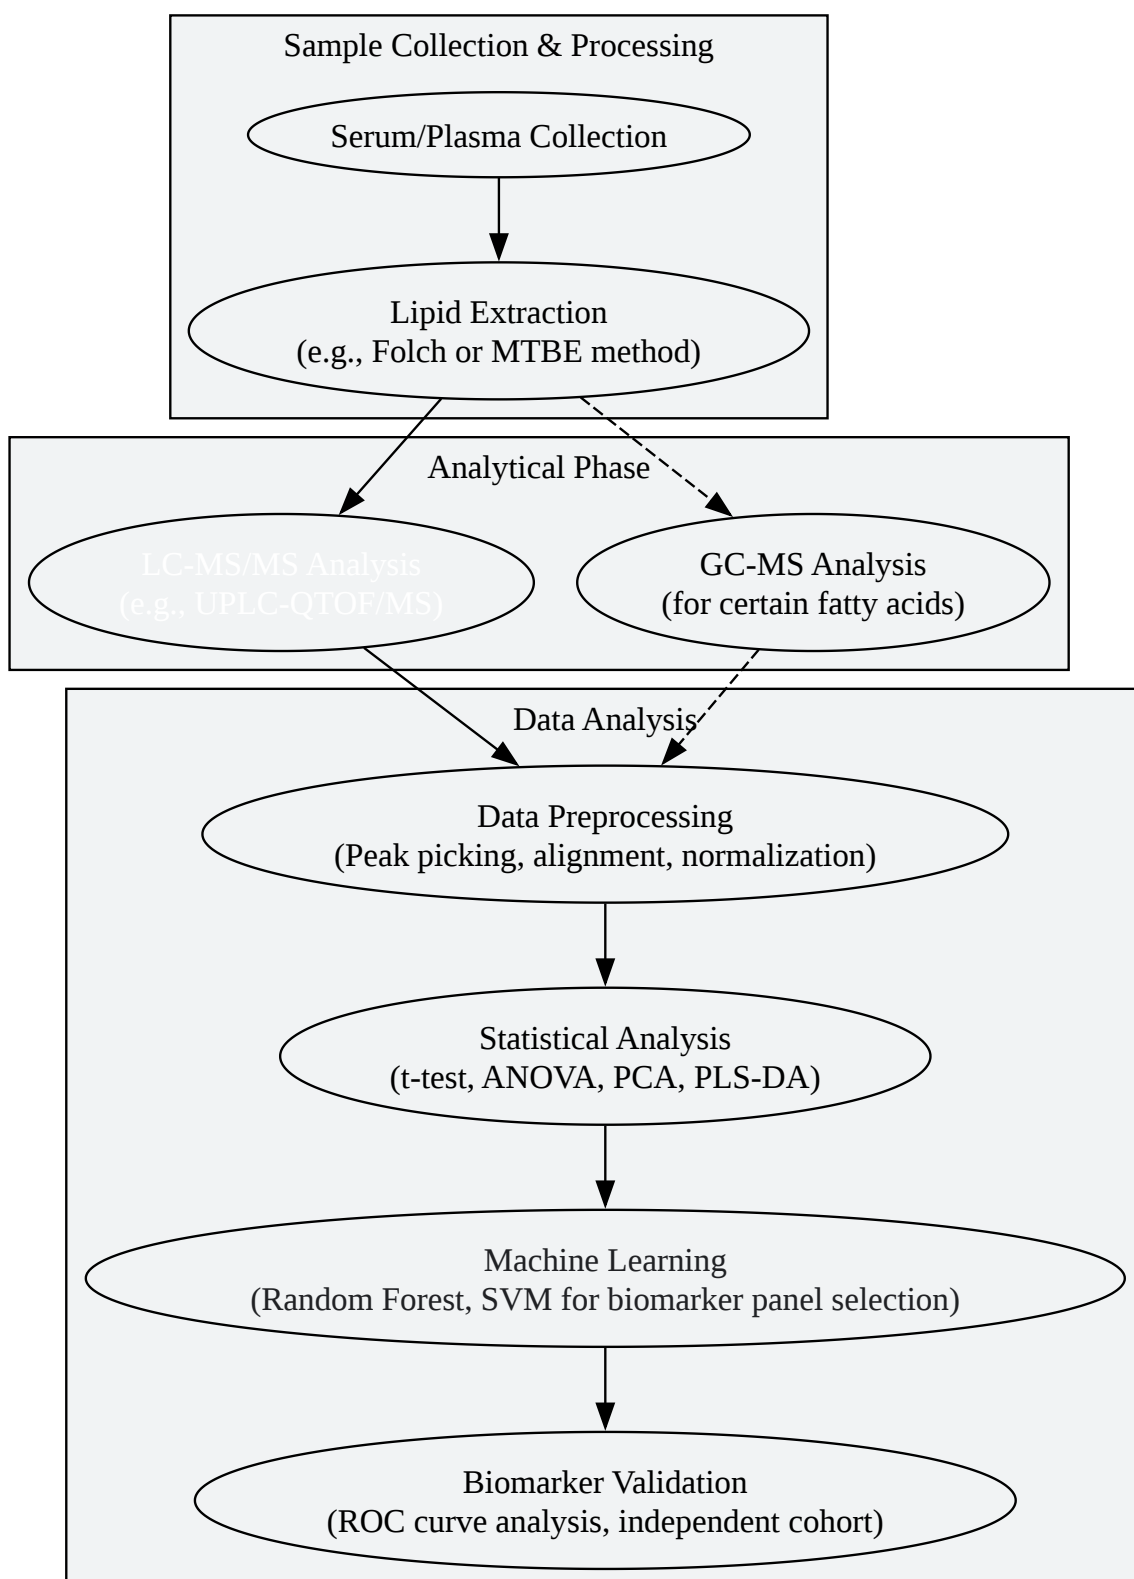 Sample Collection & Processing
Serum/Plasma Collection
Lipid Extraction
(e.g., Folch or MTBE method)
Analytical Phase
LC-MS/MS Analysis
(e.g., UPLC-QTOF/MS)
GC-MS Analysis
(for certain fatty acids)
Data Analysis
Data Preprocessing
(Peak picking, alignment, normalization)
Statistical Analysis
(t-test, ANOVA, PCA, PLS-DA)
Machine Learning
(Random Forest, SVM for biomarker panel selection)
Biomarker Validation
(ROC curve analysis, independent cohort)